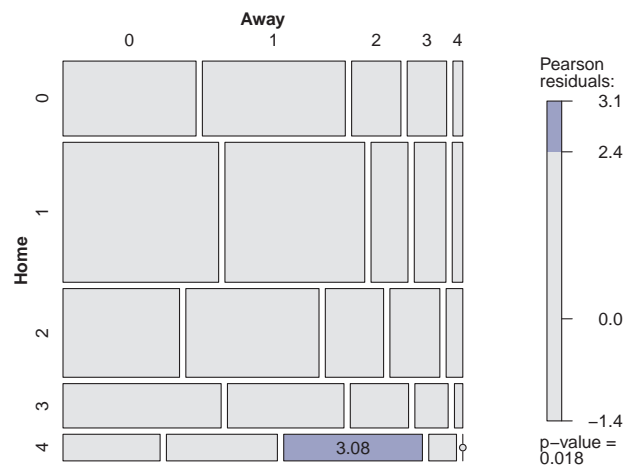 Away
0 1 2 3 4
Home
0
1
2
3
4
3.08
Pearson
residuals:
3.1
2.4
0.0
−1.4
p−value =
0.018